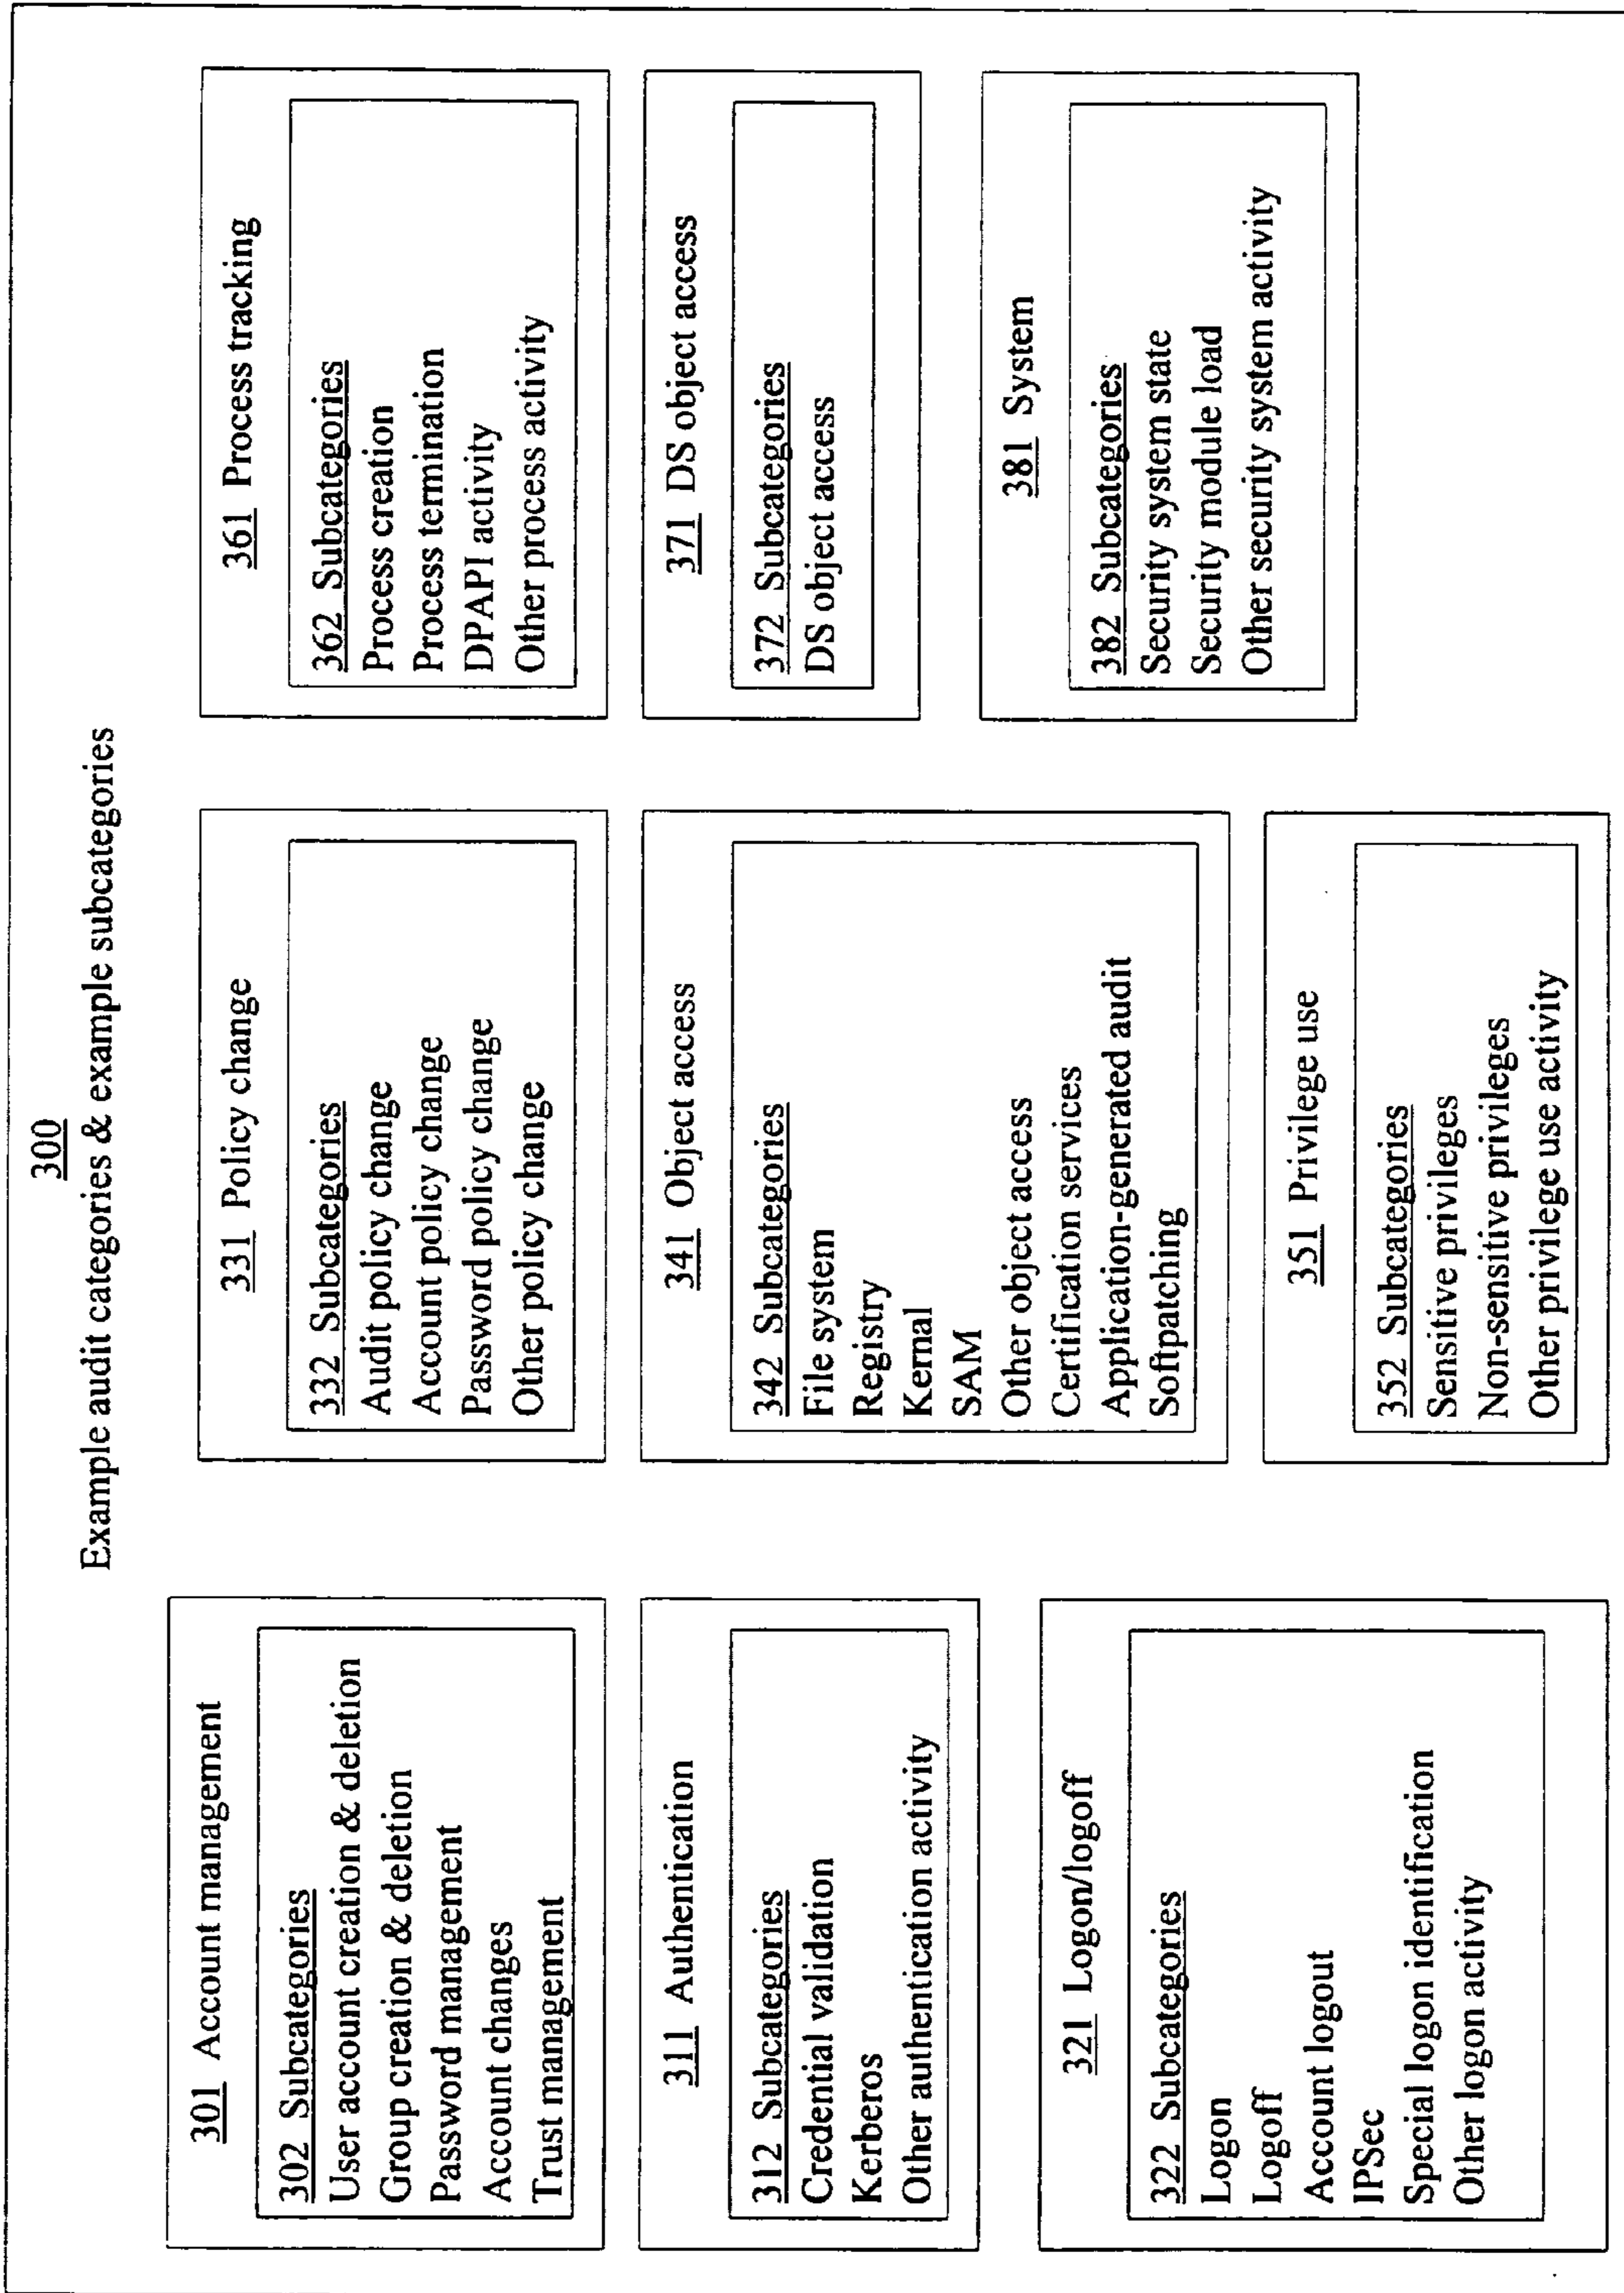 300
Example audit categories & example subcategories
301 Account management
302 Subcategories
User account creation & deletion
Group creation & deletion
Password management
Account changes
Trust management
311 Authentication
312 Subcategories
Credential validation
Kerberos
Other authentication activity
321 Logon/logoff
322 Subcategories
Logon
Logoff
Account logout
IPSec
Special logon identification
Other logon activity
331 Policy change
332 Subcategories
Audit policy change
Account policy change
Password policy change
Other policy change
341 Object access
342 Subcategories
File system
Registry
Kernal
SAM
Other object access
Certification services
Application-generated audit
Softpatching
351 Privilege use
352 Subcategories
Sensitive privileges
Non-sensitive privileges
Other privilege use activity
361 Process tracking
362 Subcategories
Process creation
Process termination
DPAPI activity
Other process activity
371 DS object access
372 Subcategories
DS object access
381 System
382 Subcategories
Security system state
Security module load
Other security system activity